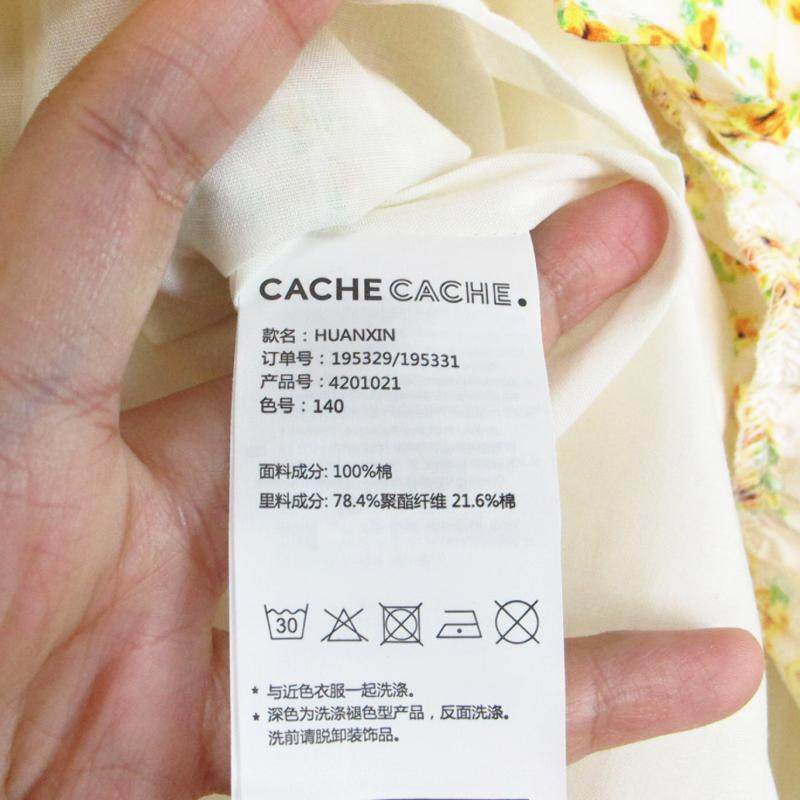 CACHE CACHE.
款名：HUANXIN
订单号：195329/195331
产品号：4201021
色号：140
面料成分: 100%棉
里料成分: 78.4%聚酯纤维 21.6%棉
30
* 与近色衣服一起洗涤。
* 深色为洗涤褪色型产品，反面洗涤。
洗前请脱卸装饰品。